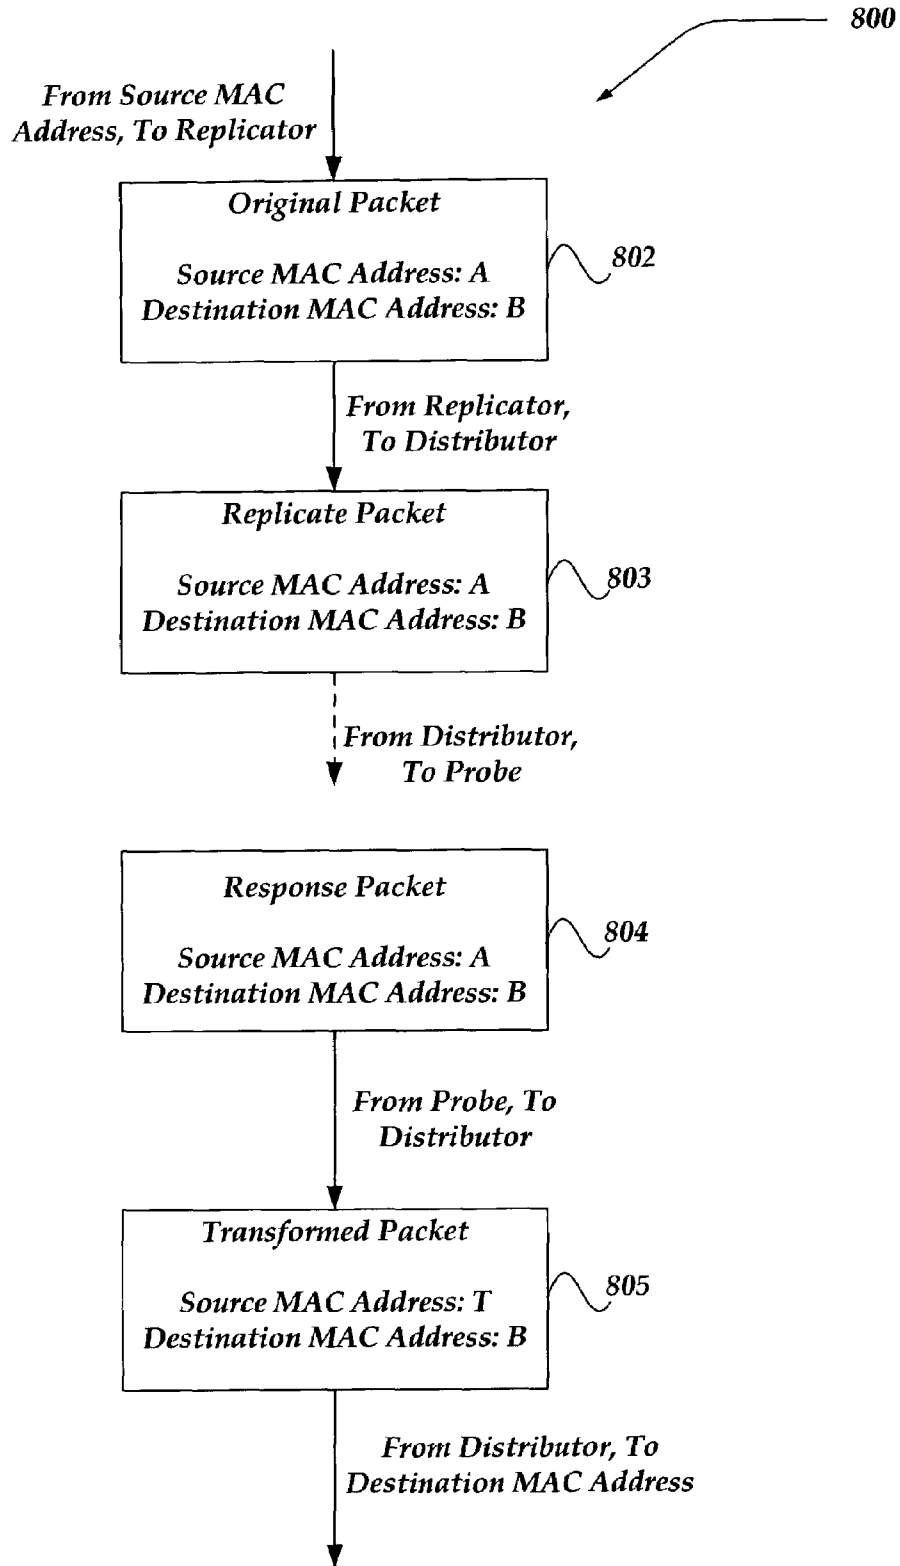 800
From Source MAC
Address, To Replicator
Original Packet
Source MAC Address: A
Destination MAC Address: B
802
From Replicator,
To Distributor
Replicate Packet
Source MAC Address: A
Destination MAC Address: B
803
From Distributor,
To Probe
Response Packet
Source MAC Address: A
Destination MAC Address: B
804
From Probe, To
Distributor
Transformed Packet
Source MAC Address: T
Destination MAC Address: B
805
From Distributor, To
Destination MAC Address